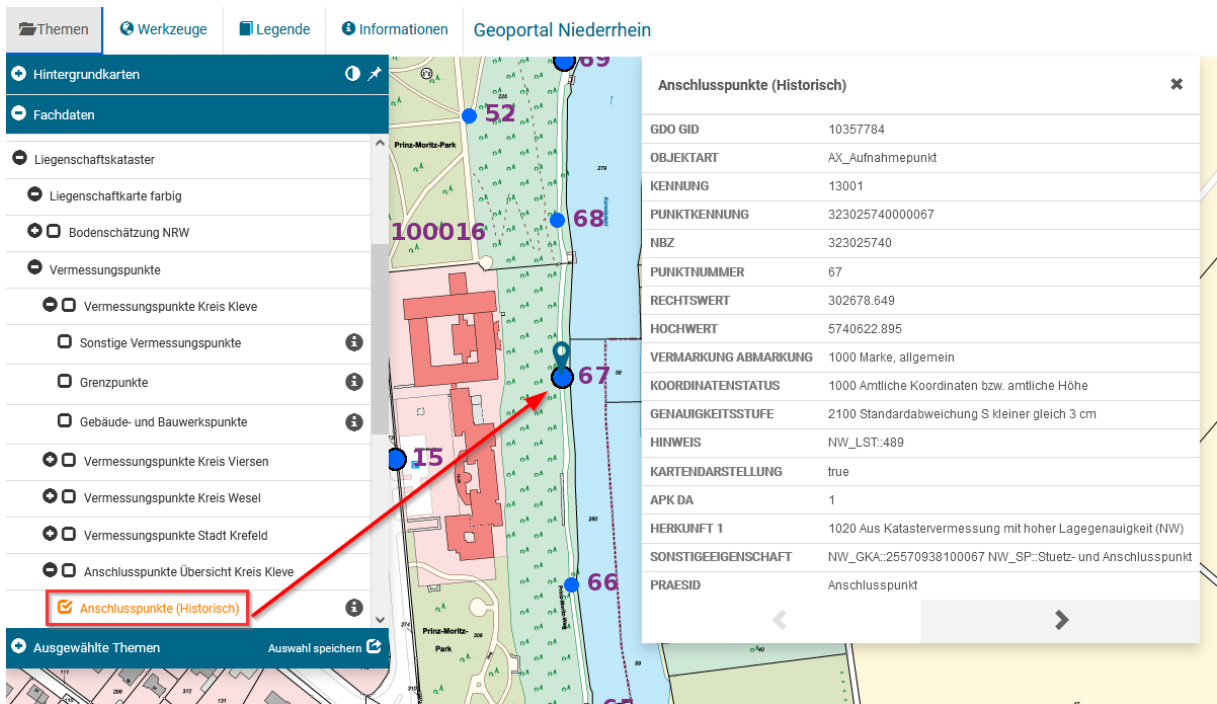 Themen
Werkzeuge
Legende
Informationen
Geoportal Niederrhein
Hintergrundkarten
Fachdaten
Liegenschaftskataster
Liegenschaftkarte farbig
Bodenschätzung NRW
Vermessungspunkte
Vermessungspunkte Kreis Kleve
Sonstige Vermessungspunkte
Grenzpunkte
Gebäude- und Bauwerkspunkte
Vermessungspunkte Kreis Viersen
Vermessungspunkte Kreis Wesel
Vermessungspunkte Stadt Krefeld
Anschlusspunkte Übersicht Kreis Kleve
Anschlusspunkte (Historisch)
Ausgewählte Themen
Auswahl speichern
69
52
Prinz-Moritz-Park
68
100016
67
15
66
Prinz-Moritz-
Park
65
Anschlusspunkte (Historisch)
GDO GID 10357784
OBJEKTART AX_Aufnahmepunkt
KENNUNG 13001
PUNKTKENNUNG 323025740000067
NBZ 323025740
PUNKTNUMMER 67
RECHTSWERT 302678.649
HOCHWERT 5740622.895
VERMARKUNG ABMARKUNG 1000 Marke, allgemein
KOORDINATENSTATUS 1000 Amtliche Koordinaten bzw. amtliche Höhe
GENAUIGKEITSSTUFE 2100 Standardabweichung S kleiner gleich 3 cm
HINWEIS NW_LST::489
KARTENDARSTELLUNG true
APK DA 1
HERKUNFT 1 1020 Aus Katastervermessung mit hoher Lagegenauigkeit (NW)
SONSTIGEEIGENSCHAFT NW_GKA::25570938100067 NW_SP::Stuetz- und Anschlusspunkt
PRAESID Anschlusspunkt